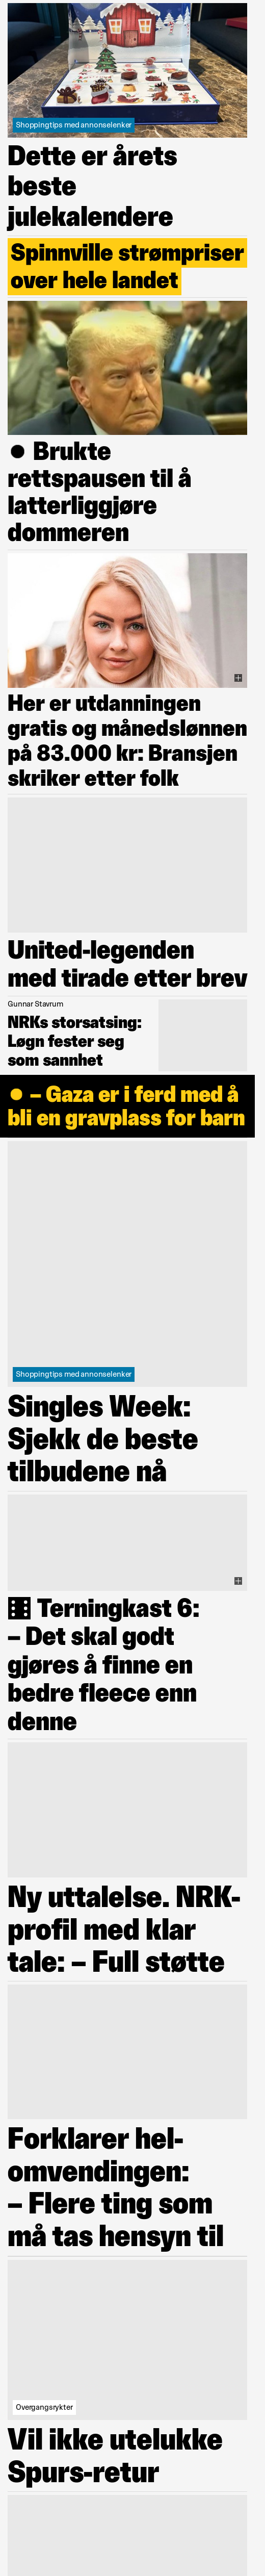 Shoppingtips med annonselenker
Dette er årets
beste
julekalendere
Spinnville strømpriser
over hele landet
● Brukte
rettspausen til å
latterliggjøre
dommeren
Her er utdanningen
gratis og månedslønnen
på 83.000 kr: Bransjen
skriker etter folk
United-legenden
med tirade etter brev
Gunnar Stavrum
NRKs storsatsing:
Løgn fester seg
som sannhet
● – Gaza er i ferd med å
bli en gravplass for barn
Shoppingtips med annonselenker
Singles Week:
Sjekk de beste
tilbudene nå
Terningkast 6:
– Det skal godt
gjøres å finne en
bedre fleece enn
denne
Ny uttalelse. NRK-
profil med klar
tale: – Full støtte
Forklarer hel-
omvendingen:
– Flere ting som
må tas hensyn til
Overgangsrykter
Vil ikke utelukke
Spurs-retur